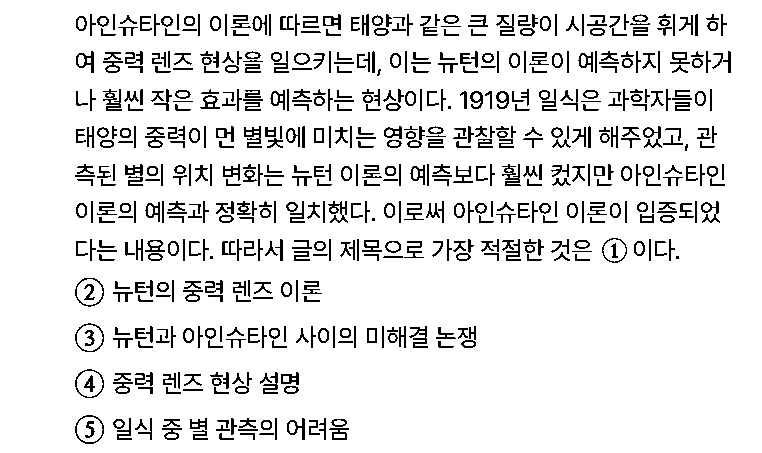 아인슈타인의 이론에 따르면 태양과 같은 큰 질량이 시공간을 휘게 하
여 중력 렌즈 현상을 일으키는데, 이는 뉴턴의 이론이 예측하지 못하거
나 훨씬 작은 효과를 예측하는 현상이다. 1919년 일식은 과학자들이
태양의 중력이 먼 별빛에 미치는 영향을 관찰할 수 있게 해주었고, 관
측된 별의 위치 변화는 뉴턴 이론의 예측보다 훨씬 컸지만 아인슈타인
이론의 예측과 정확히 일치했다. 이로써 아인슈타인 이론이 입증되었
다는 내용이다. 따라서 글의 제목으로 가장 적절한 것은 ①이다.
② 뉴턴의 중력 렌즈 이론
③ 뉴턴과 아인슈타인 사이의 미해결 논쟁
④ 중력 렌즈 현상 설명
⑤ 일식 중 별 관측의 어려움